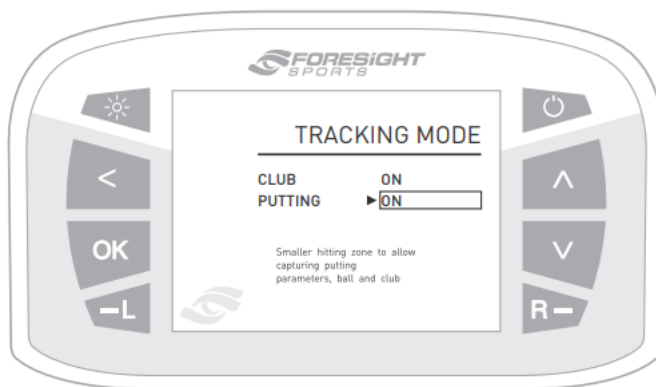 FORESiGHT
SPORTS
TRACKING MODE
CLUB ON
PUTTING ▶ ON
Smaller hitting zone to allow
capturing putting
parameters, ball and club
<
OK
–L
R–